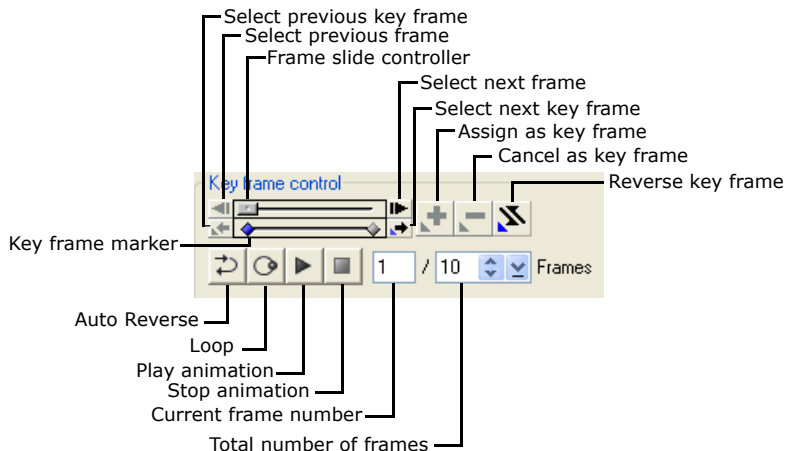 Select previous key frame
Select previous frame
Frame slide controller
Select next frame
Select next key frame
Assign as key frame
Cancel as key frame
Reverse key frame
Key frame control
Key frame marker
1 / 10 Frames
Auto Reverse
Loop
Play animation
Stop animation
Current frame number
Total number of frames